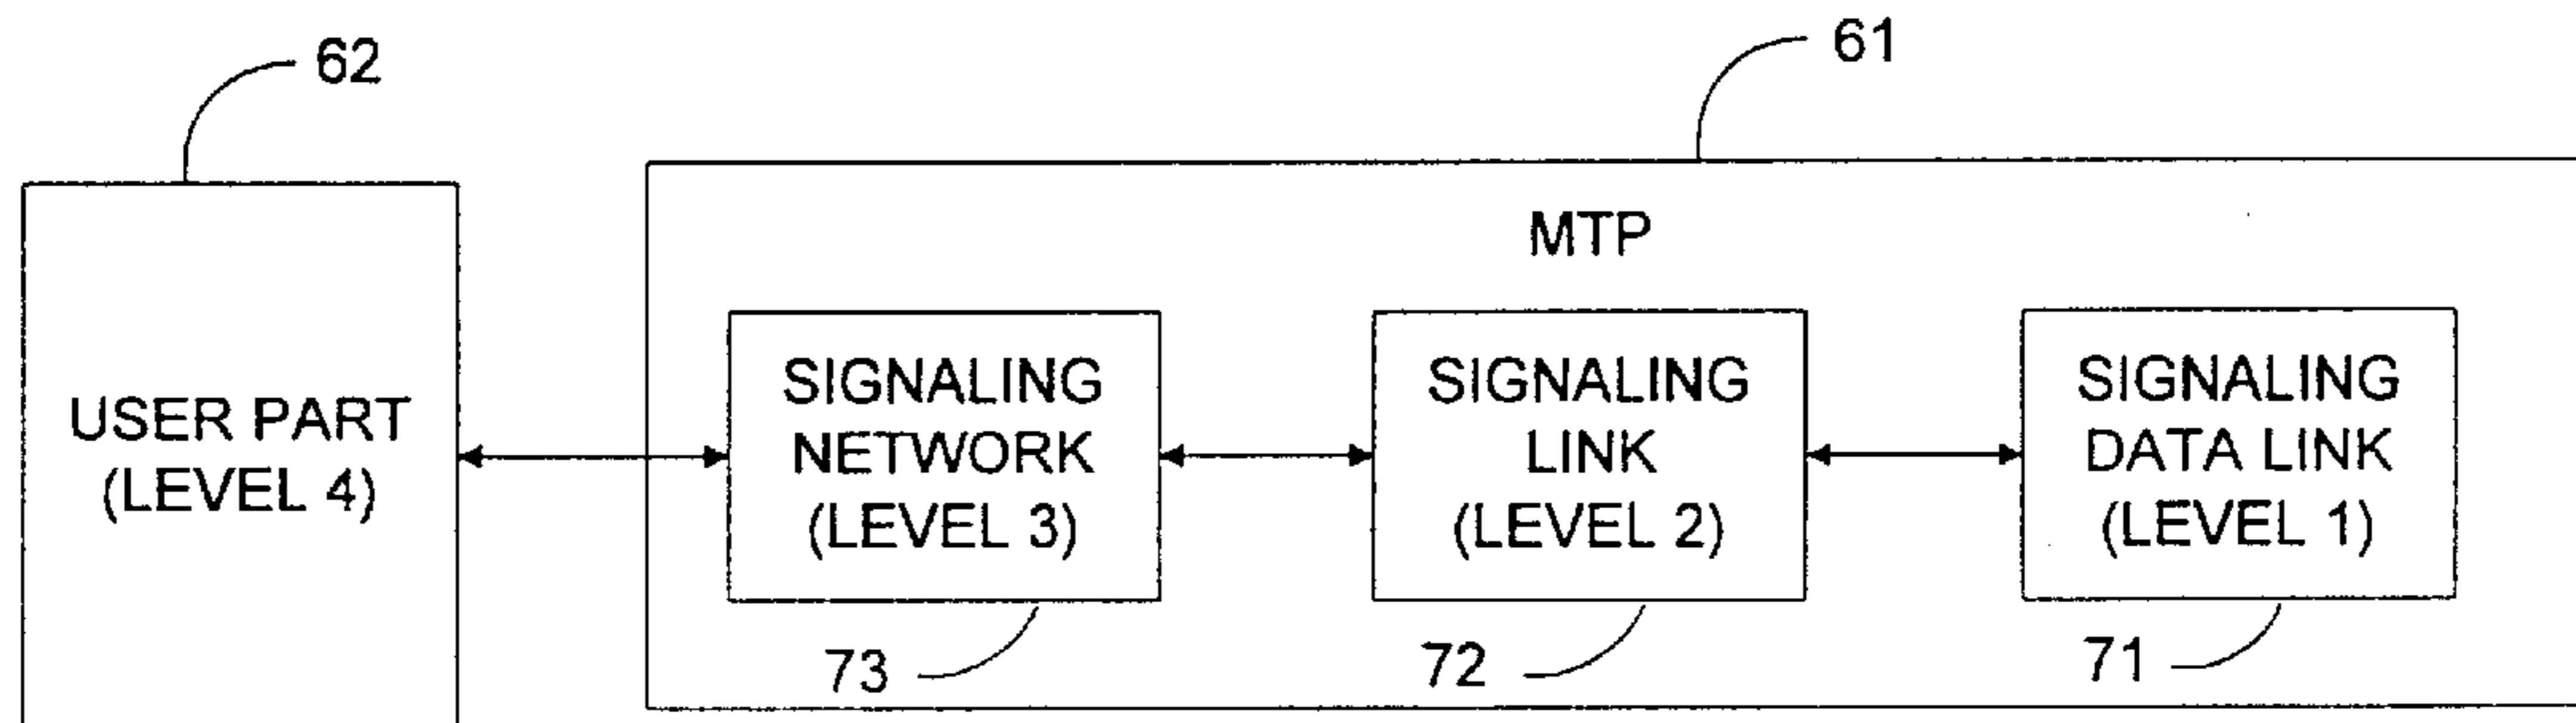 62
61
MTP
USER PART
(LEVEL 4)
SIGNALING
NETWORK
(LEVEL 3)
SIGNALING
LINK
(LEVEL 2)
SIGNALING
DATA LINK
(LEVEL 1)
73
72
71